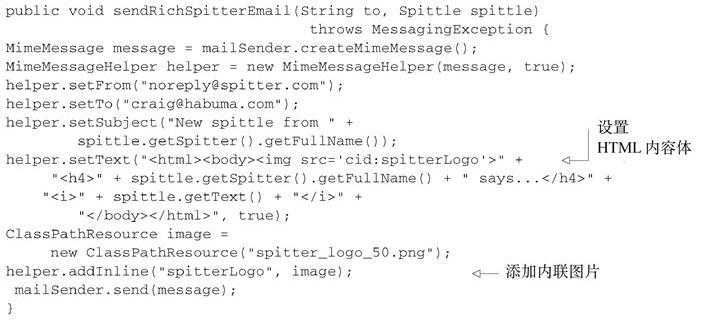 public void sendRichSpitterEmail(String to, Spittle spittle)
throws MessagingException {
MimeMessage message = mailSender.createMimeMessage();
MimeMessageHelper helper = new MimeMessageHelper(message, true);
helper.setFrom("noreply@spitter.com");
helper.setTo("craig@habuma.com");
helper.setSubject("New spittle from " +
spittle.getSpitter().getFullName());
helper.setText("<html><body><img src='cid:spitterLogo'>" +
设置
HTML 内容体
"<h4>" + spittle.getSpitter().getFullName() + " says...</h4>" +
"<i>" + spittle.getText() + "</i>" +
"</body></html>", true);
ClassPathResource image =
new ClassPathResource("spitter_logo_50.png");
helper.addInline("spitterLogo", image);
添加内联图片
mailSender.send(message);
}